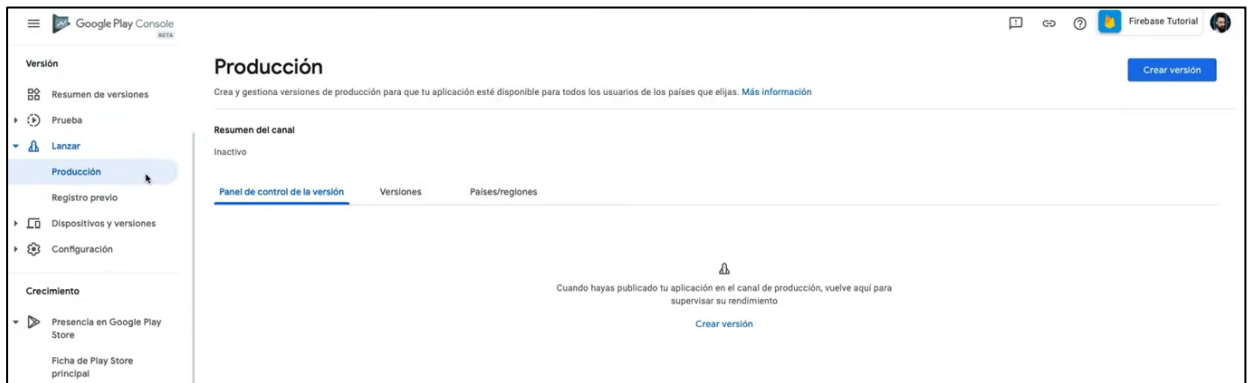 Google Play Console
BETA
Firebase Tutorial
Versión
Resumen de versiones
Prueba
Lanzar
Producción
Registro previo
Dispositivos y versiones
Configuración
Crecimiento
Presencia en Google Play
Store
Ficha de Play Store
principal
Producción
Crear versión
Crea y gestiona versiones de producción para que tu aplicación esté disponible para todos los usuarios de los países que elijas. Más información
Resumen del canal
Inactivo
Panel de control de la versión
Versiones
Países/regiones
Cuando hayas publicado tu aplicación en el canal de producción, vuelve aquí para
supervisar su rendimiento
Crear versión